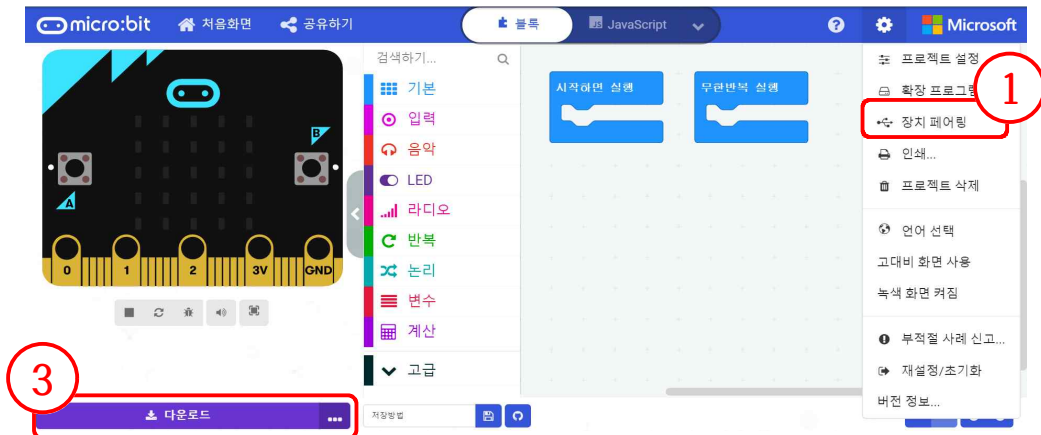 micro:bit 처음화면 공유하기 블록 JavaScript Microsoft
검색하기...
기본
입력
음악
LED
라디오
반복
논리
변수
계산
고급
시작하면 실행
무한반복 실행
프로젝트 설정
확장 프로그램
1
장치 페어링
인쇄...
프로젝트 삭제
언어 선택
고대비 화면 사용
녹색 화면 켜짐
부적절 사례 신고...
재설정/초기화
버전 정보...
A
B
0 1 2 3V GND
3
다운로드 ...
저장방법